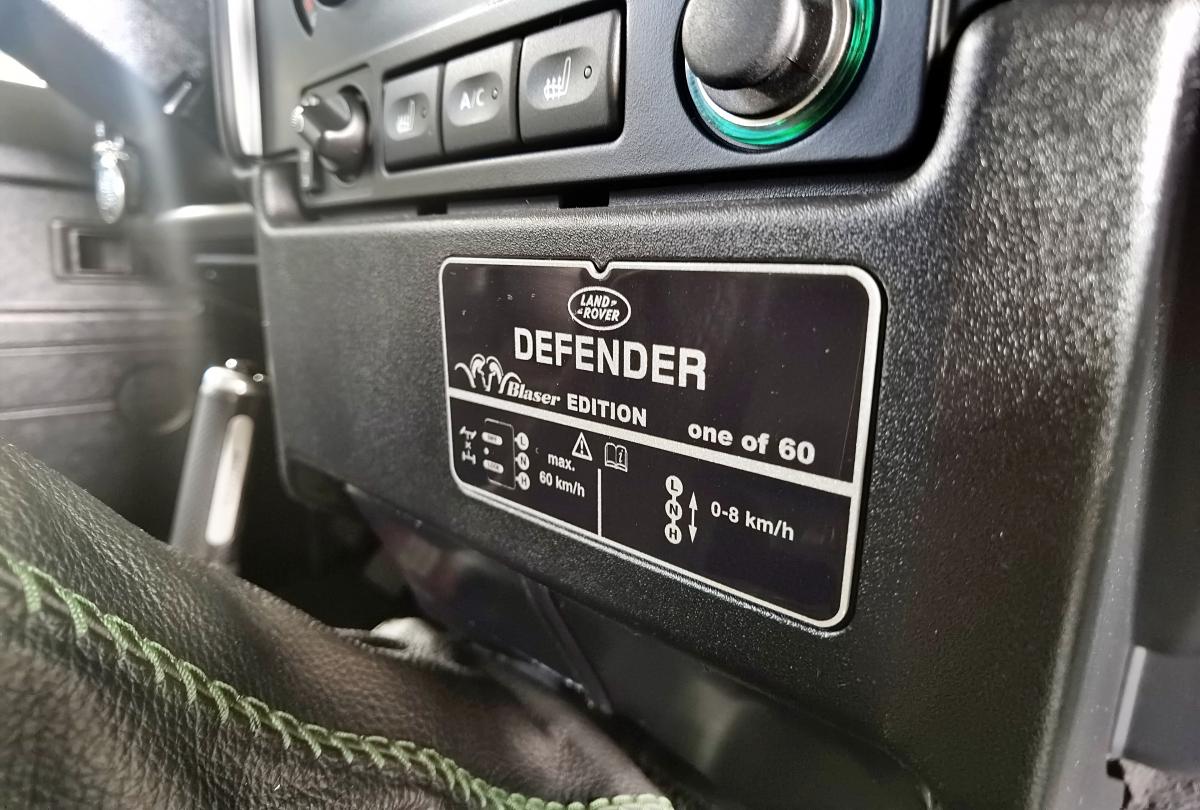 A/C
LAND
ROVER
DEFENDER
Blaser EDITION
one of 60
L
N
H
max.
60 km/h
L
N
H
0-8 km/h